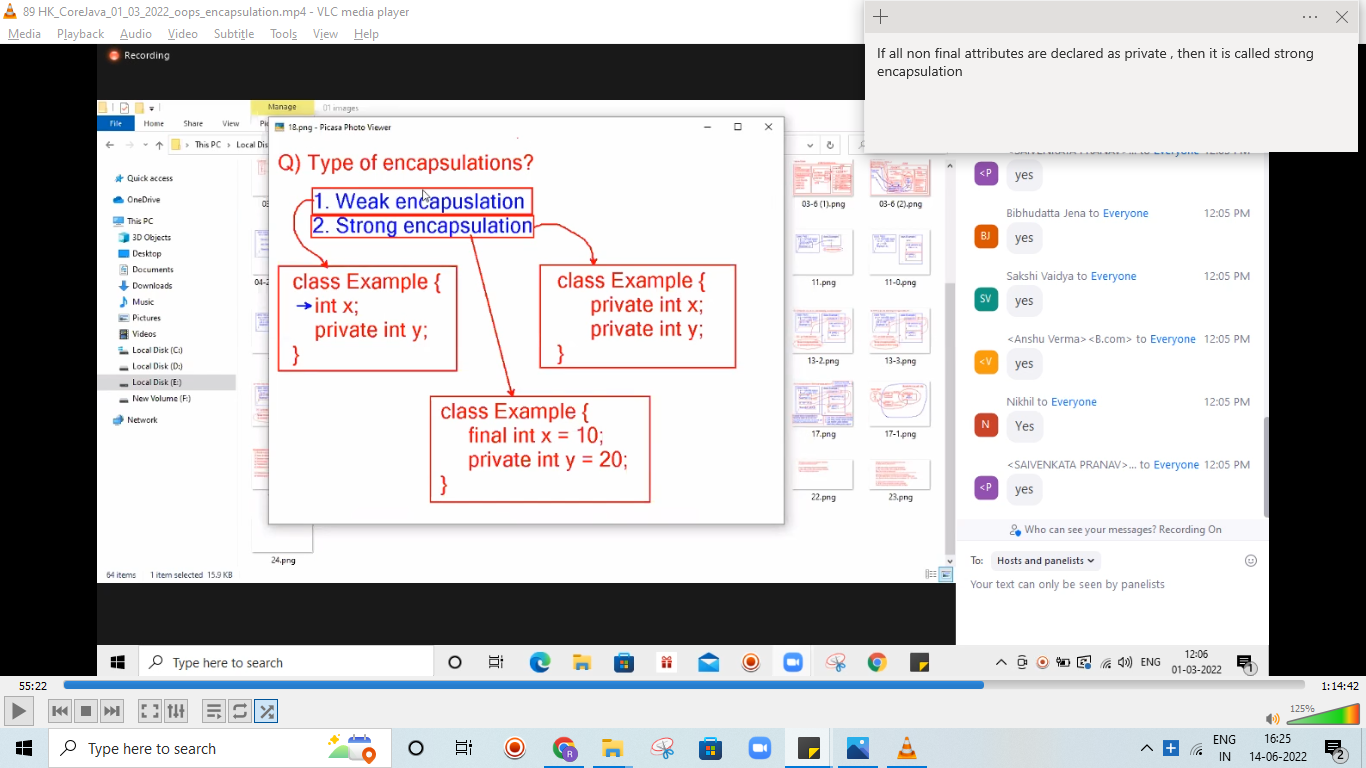 89 HK_CoreJava_01_03_2022_oops_encapsulation.mp4 - VLC media player
Media Playback Audio Video Subtitle Tools View Help
If all non final attributes are declared as private , then it is called strong
encapsulation
Recording
Manage 01 images
File Home Share View
This PC Local Dis
18.png - Picasa Photo Viewer
Q) Type of encapsulations?
1. Weak encapuslation
2. Strong encapsulation
class Example {
int x;
private int y;
}
class Example {
private int x;
private int y;
}
class Example {
final int x = 10;
private int y = 20;
}
Quick access
OneDrive
This PC
3D Objects
Desktop
Documents
Downloads
Music
Pictures
Videos
Local Disk (C:)
Local Disk (D:)
Local Disk (E:)
New Volume (F:)
Network
03-6 (1).png 03-6 (2).png
11.png 11-0.png
13-2.png 13-3.png
17.png 17-1.png
22.png 23.png
24.png
64 items 1 item selected 15.9 KB
<P yes
Bibhudatta Jena to Everyone 12:05 PM
BJ yes
Sakshi Vaidya to Everyone 12:05 PM
SV yes
<Anshu Verma><B.com> to Everyone 12:05 PM
<V yes
Nikhil to Everyone 12:05 PM
N Yes
<SAIVENKATA PRANAV>... to Everyone 12:05 PM
<P yes
Who can see your messages? Recording On
To: Hosts and panelists
Your text can only be seen by panelists
Type here to search
ENG
12:06
01-03-2022
1
55:22
1:14:42
125%
Type here to search
ENG
IN
16:25
14-06-2022
2